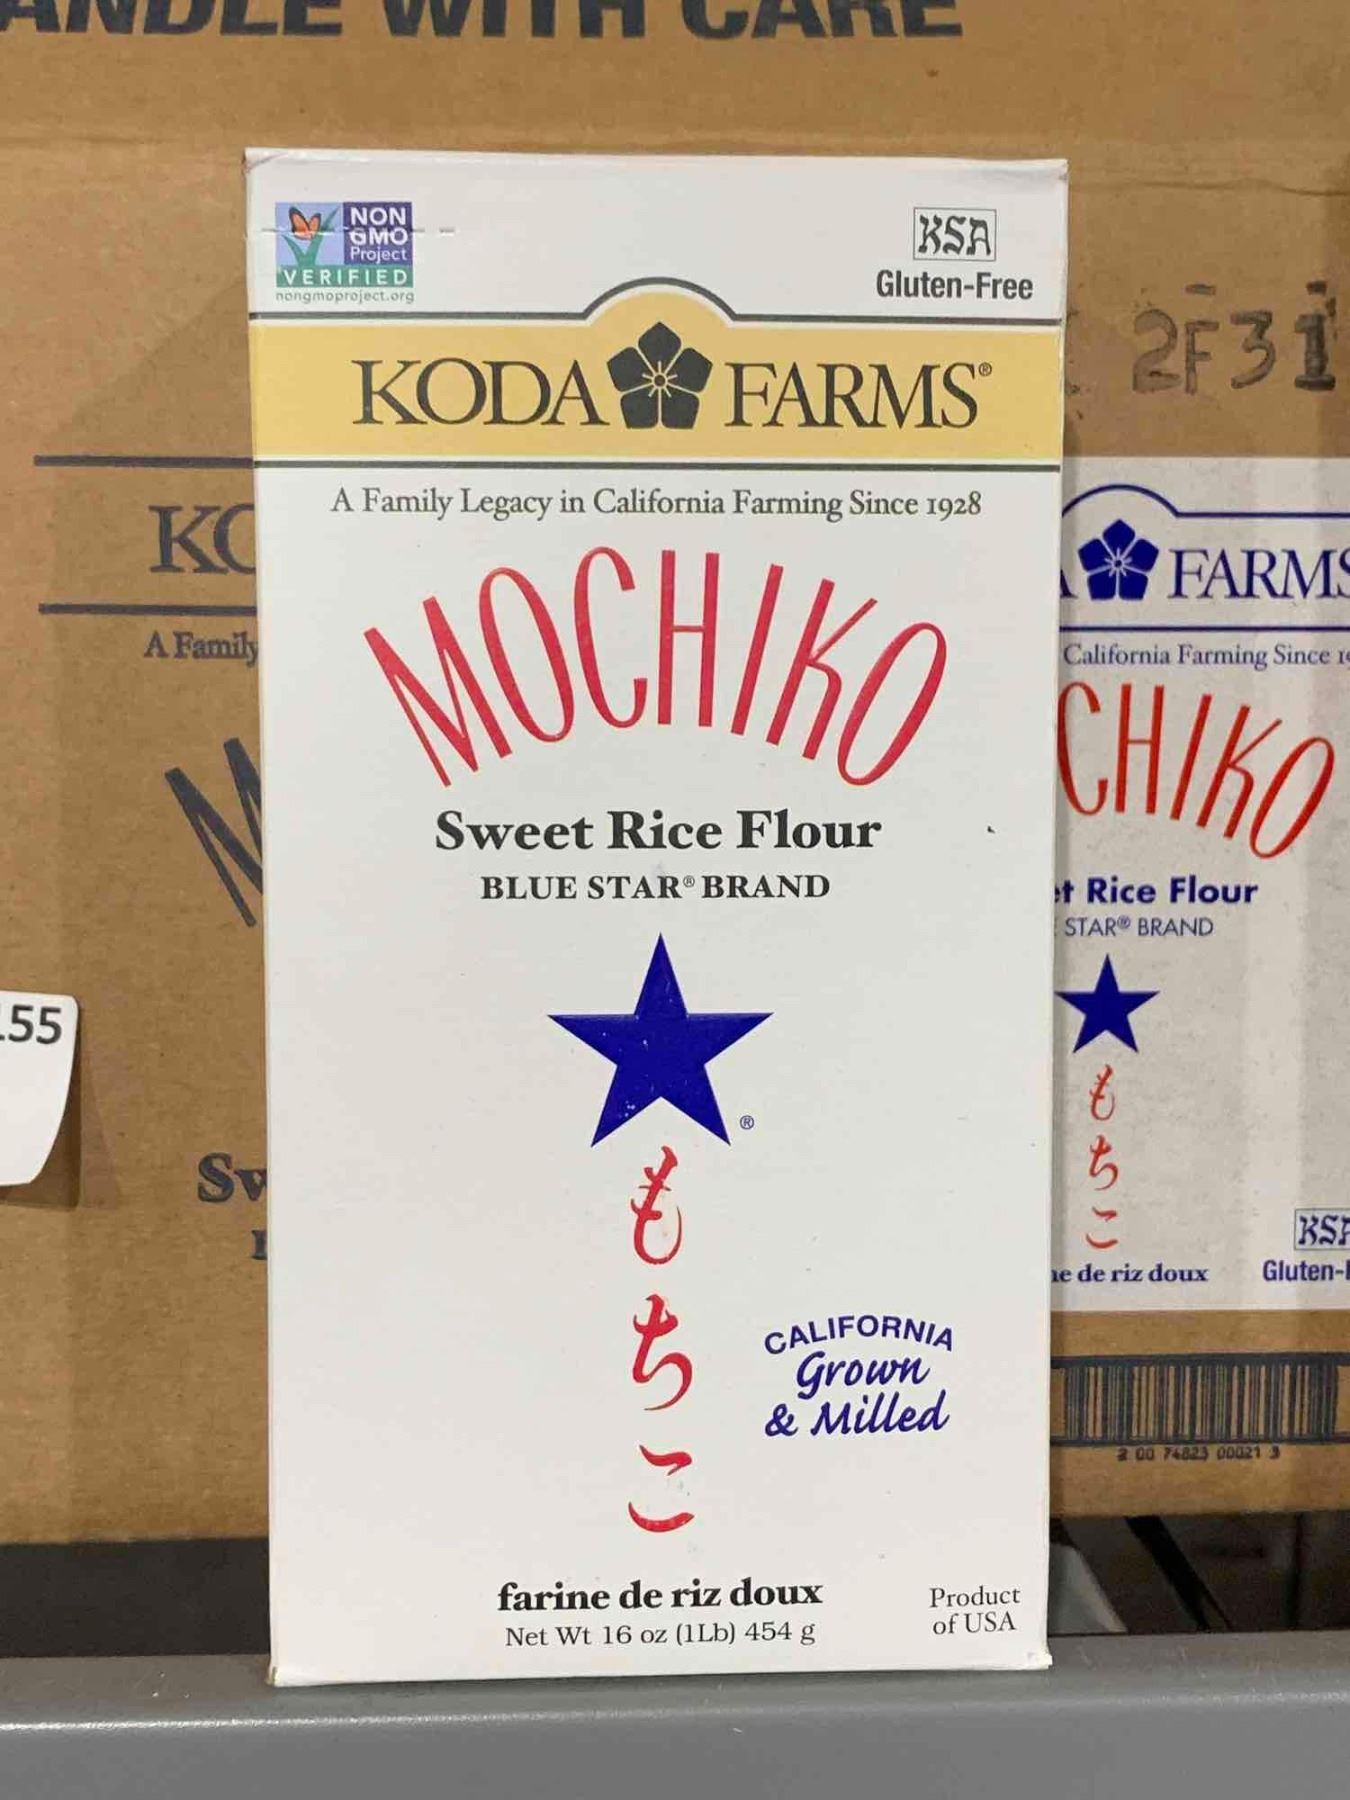 HANDLE WITH CARE
NON
GMO
Project
VERIFIED
nongmoproject.org
KSA
Gluten-Free
KODA FARMS®
A Family Legacy in California Farming Since 1928
MOCHIKO
Sweet Rice Flour
BLUE STAR® BRAND
®
もちこ
CALIFORNIA
Grown
& Milled
farine de riz doux
Net Wt 16 oz (1Lb) 454 g
Product
of USA
2F31
A Family
155
FARMS
California Farming Since
CHIKO
Rice Flour
STAR® BRAND
もちこ
de riz doux
KSA
Gluten-
2 00 74823 00021 3